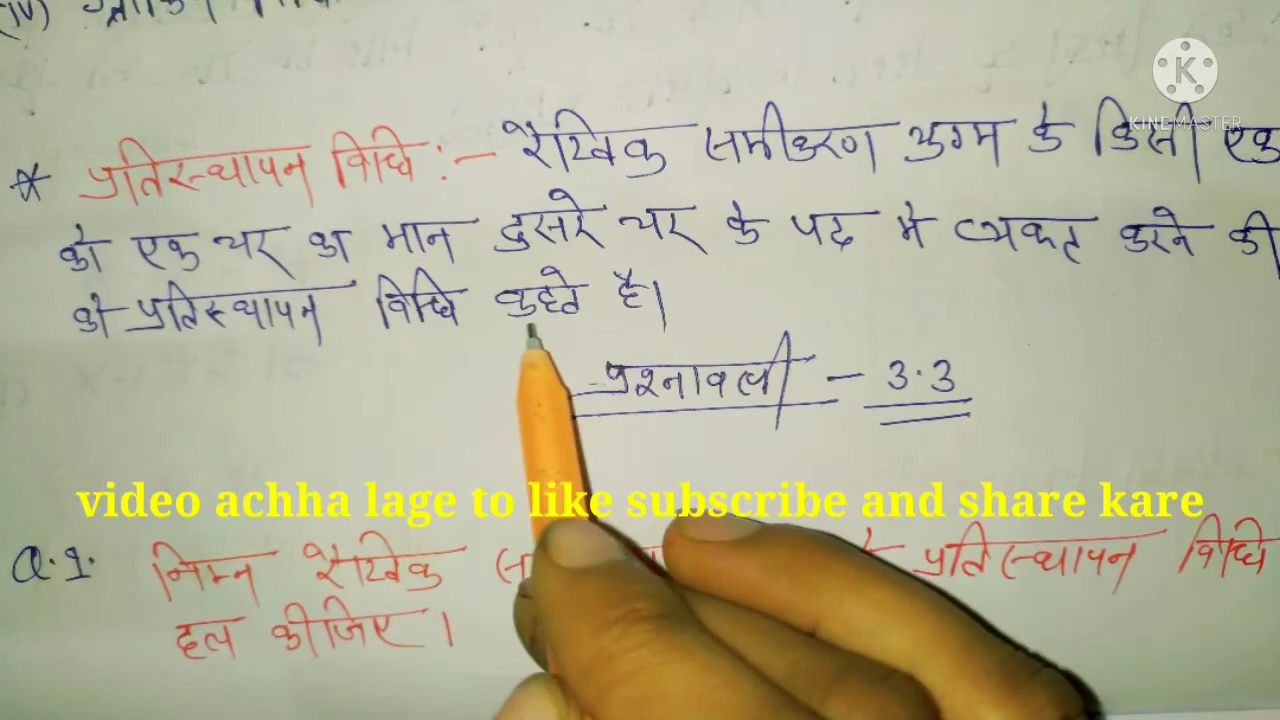 (iv)
KINEMASTER
* प्रतिस्थापन विधि :- रैखिक समीकरण युग्म के किसी एक
को एक चर का मान दुसरे चर के पद मे व्यक्त करने की
को प्रतिस्थापन विधि कहते है।
प्रश्नावली - 3.3
video achha lage to like subscribe and share kare
Q.1. निम्न रैखिक प्रतिस्थापन विधि
हल कीजिए।